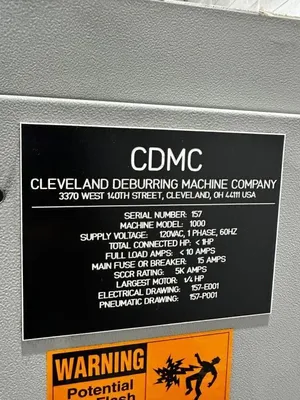 CDMC
CLEVELAND DEBURRING MACHINE COMPANY
3370 WEST 140TH STREET, CLEVELAND, OH 44111 USA
SERIAL NUMBER: 157
MACHINE MODEL: 1000
SUPPLY VOLTAGE: 120VAC, 1 PHASE, 60HZ
TOTAL CONNECTED HP: < 1HP
FULL LOAD AMPS: < 10 AMPS
MAIN FUSE OR BREAKER: 15 AMPS
SCCR RATING: 5K AMPS
LARGEST MOTOR: 1/4 HP
ELECTRICAL DRAWING: 157-E001
PNEUMATIC DRAWING: 157-P001
WARNING
Potential
Flash